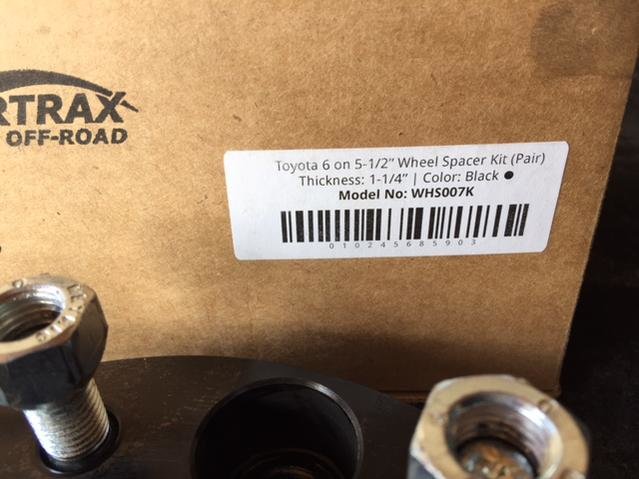 RTRAX
OFF-ROAD
Toyota 6 on 5-1/2” Wheel Spacer Kit (Pair)
Thickness: 1-1/4” | Color: Black ●
Model No: WHS007K
010245685903